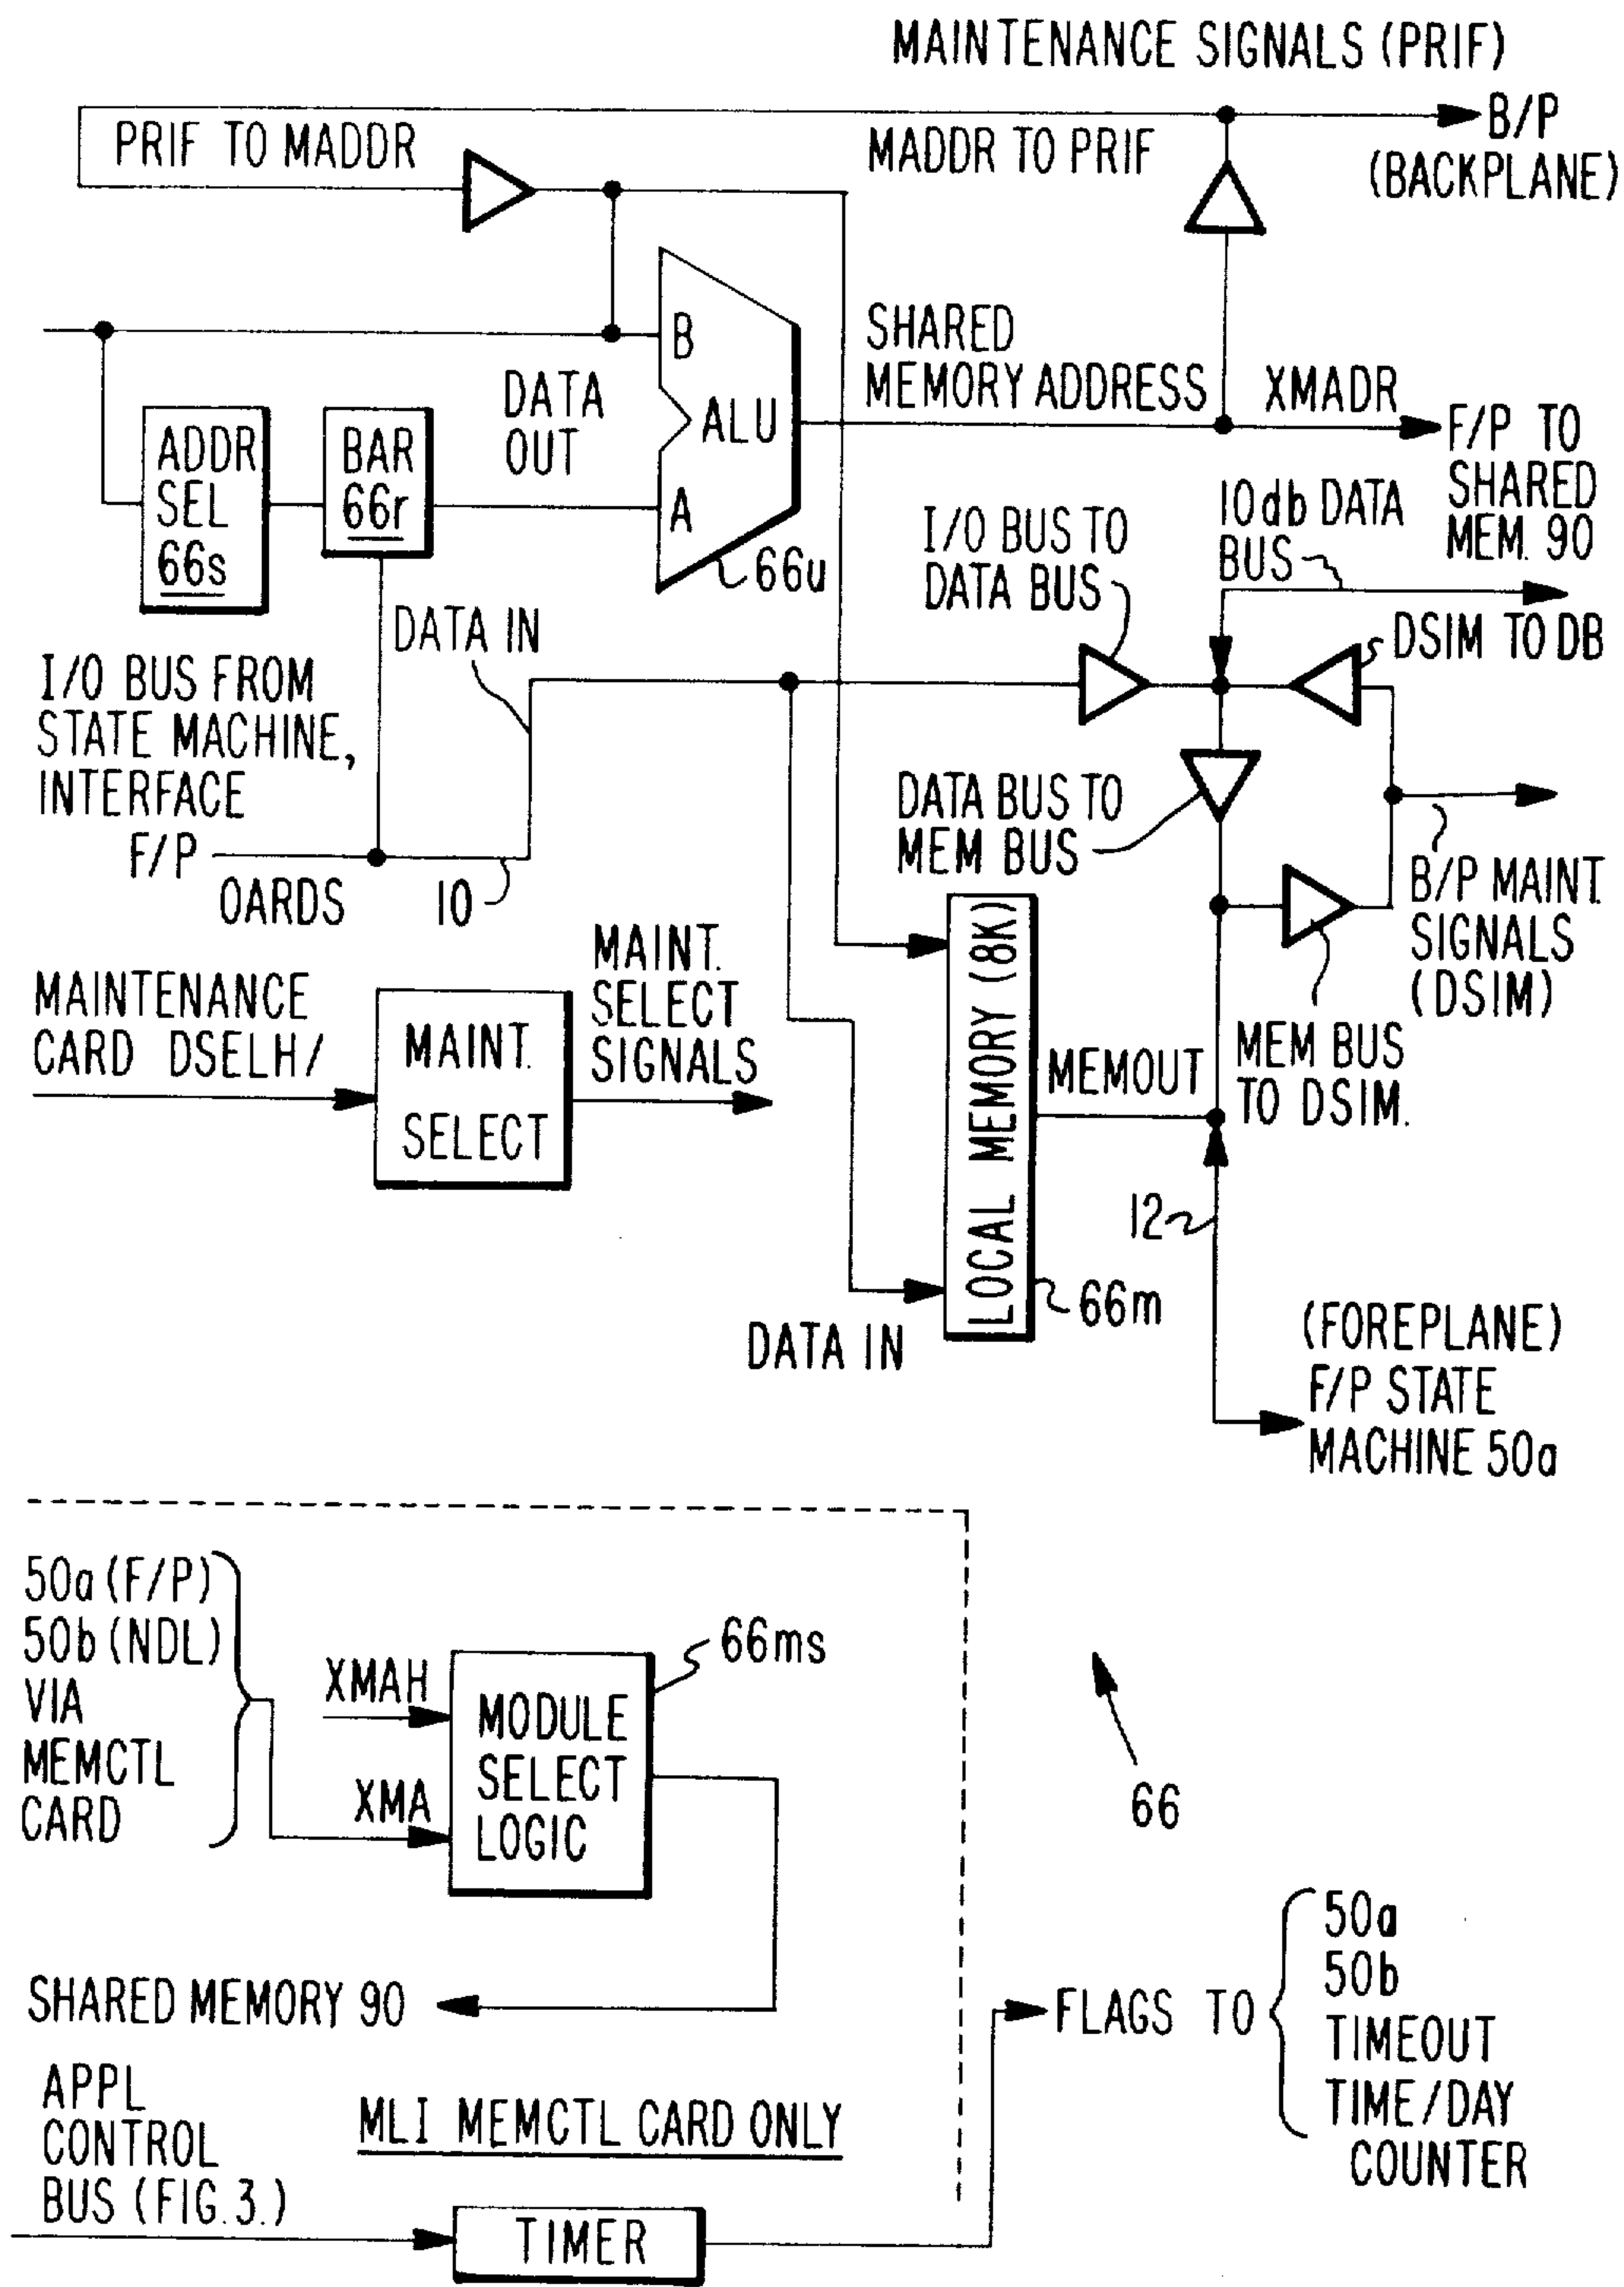 MAINTENANCE SIGNALS (PRIF)
PRIF TO MADDR
MADDR TO PRIF
B/P
(BACKPLANE)
B
ALU
A
66u
SHARED
MEMORY ADDRESS
XMADR
F/P TO
SHARED
MEM. 90
ADDR
SEL
66s
BAR
66r
DATA
OUT
I/O BUS TO
DATA BUS
10db DATA
BUS
DSIM TO DB
DATA IN
I/O BUS FROM
STATE MACHINE,
INTERFACE
F/P
OARDS
10
DATA BUS TO
MEM BUS
B/P MAINT.
SIGNALS
(DSIM)
MAINTENANCE
CARD DSELH/
MAINT.
SELECT
MAINT.
SELECT
SIGNALS
LOCAL MEMORY (8K)
MEMOUT
MEM BUS
TO DSIM.
12
66m
DATA IN
(FOREPLANE)
F/P STATE
MACHINE 50a
50a (F/P)
50b (NDL)
VIA
MEMCTL
CARD
XMAH
XMA
MODULE
SELECT
LOGIC
66ms
66
SHARED MEMORY 90
FLAGS TO
50a
50b
TIMEOUT
TIME/DAY
COUNTER
APPL
CONTROL
BUS (FIG.3.)
MLI MEMCTL CARD ONLY
TIMER